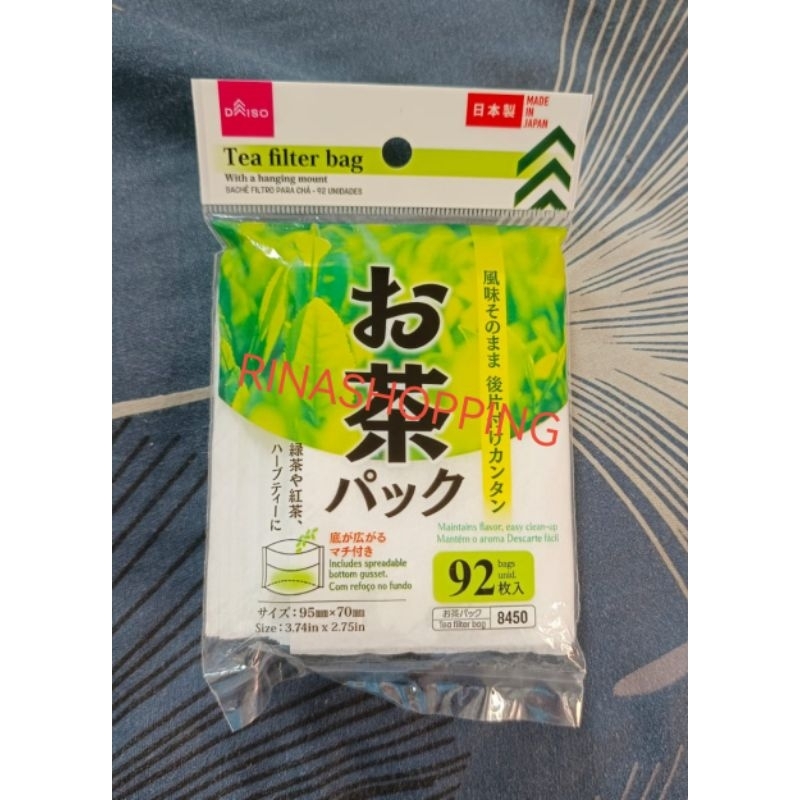 DAISO
日本製
MADE
IN
JAPAN
Tea filter bag
With a hanging mount
SACHÊ FILTRO PARA CHÁ - 92 UNIDADES
お茶
パック
風味そのまま 後片付けカンタン
RINASHOPPING
緑茶や紅茶、
ハーブティーに
Maintains flavor, easy clean-up
Mantém o aroma Descarte fácil
底が広がる
マチ付き
Includes spreadable
bottom gusset.
Com refoço no fundo
92 bags unid. 枚入
サイズ:95mm×70mm
Size : 3.74in x 2.75in
お茶パック
Tea filter bag
8450